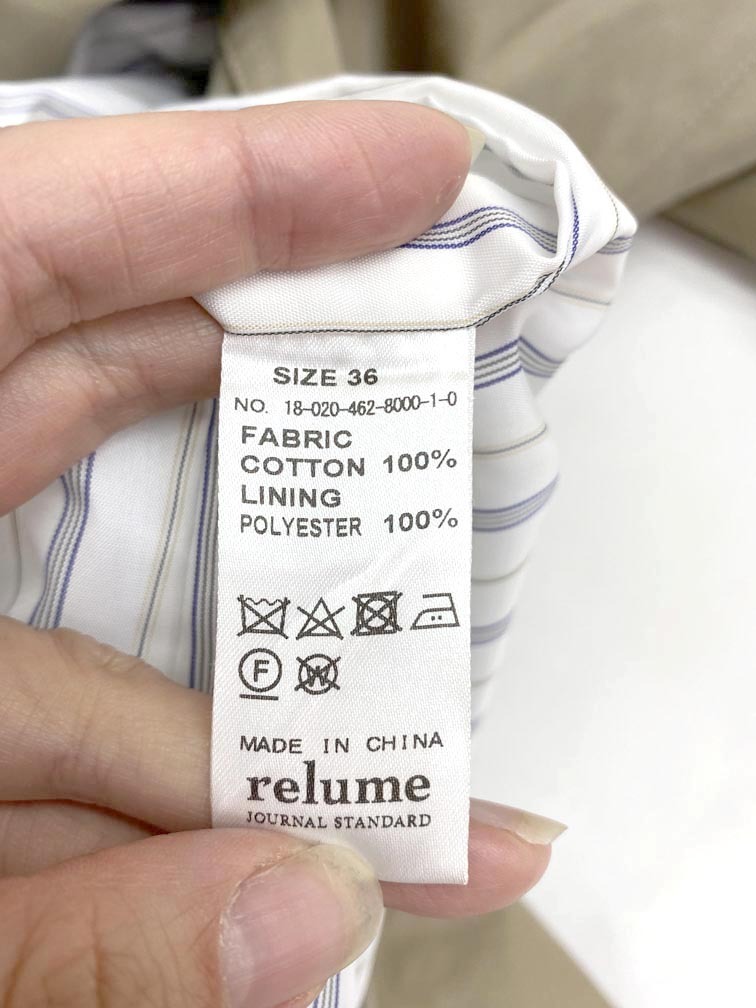 SIZE 36
NO. 18-020-462-8000-1-0
FABRIC
COTTON 100%
LINING
POLYESTER 100%
F
W
MADE IN CHINA
relume
JOURNAL STANDARD